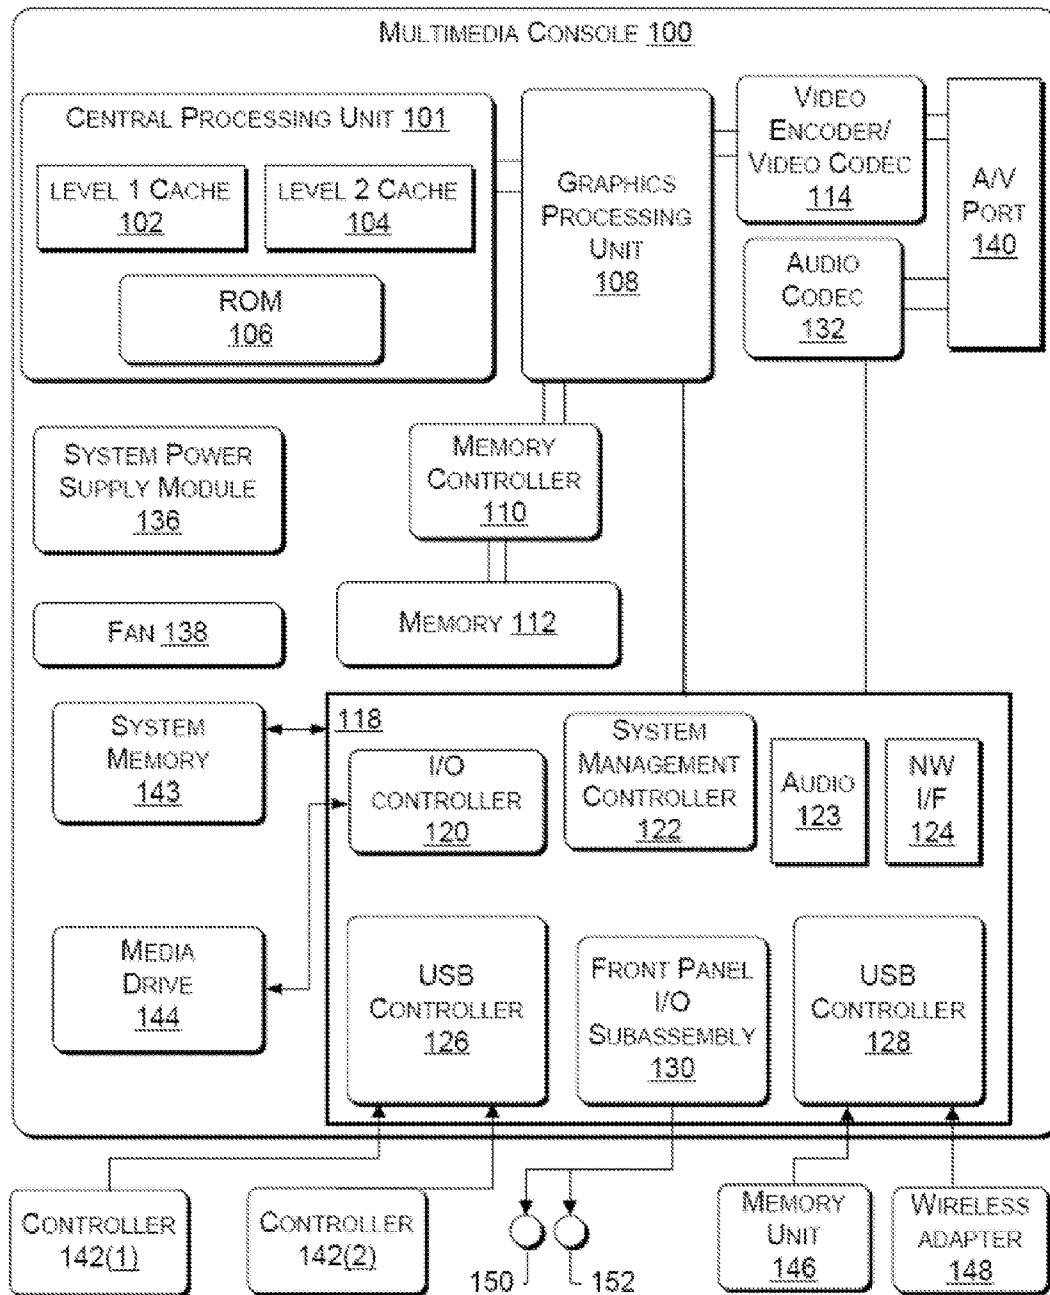 MULTIMEDIA CONSOLE 100
CENTRAL PROCESSING UNIT 101
LEVEL 1 CACHE
102
LEVEL 2 CACHE
104
ROM
106
GRAPHICS
PROCESSING
UNIT
108
VIDEO
ENCODER/
VIDEO CODEC
114
A/V
PORT
140
AUDIO
CODEC
132
SYSTEM POWER
SUPPLY MODULE
136
MEMORY
CONTROLLER
110
FAN 138
MEMORY 112
SYSTEM
MEMORY
143
118
I/O
CONTROLLER
120
SYSTEM
MANAGEMENT
CONTROLLER
122
AUDIO
123
NW
I/F
124
MEDIA
DRIVE
144
USB
CONTROLLER
126
FRONT PANEL
I/O
SUBASSEMBLY
130
USB
CONTROLLER
128
CONTROLLER
142(1)
CONTROLLER
142(2)
150
152
MEMORY
UNIT
146
WIRELESS
ADAPTER
148